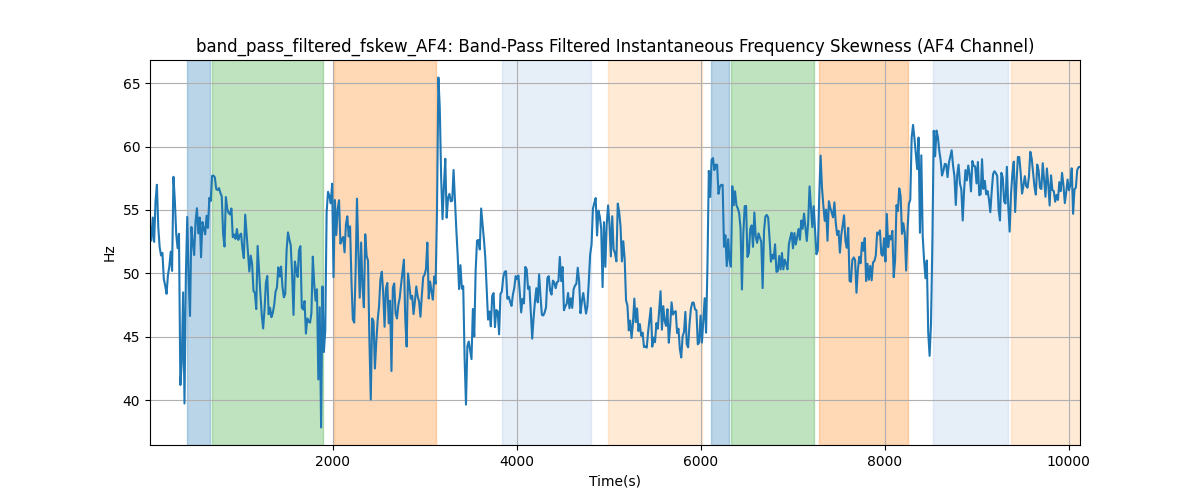 band_pass_filtered_fskew_AF4: Band-Pass Filtered Instantaneous Frequency Skewness (AF4 Channel)
65
60
55
50
45
40
Hz
2000 4000 6000 8000 10000
Time(s)